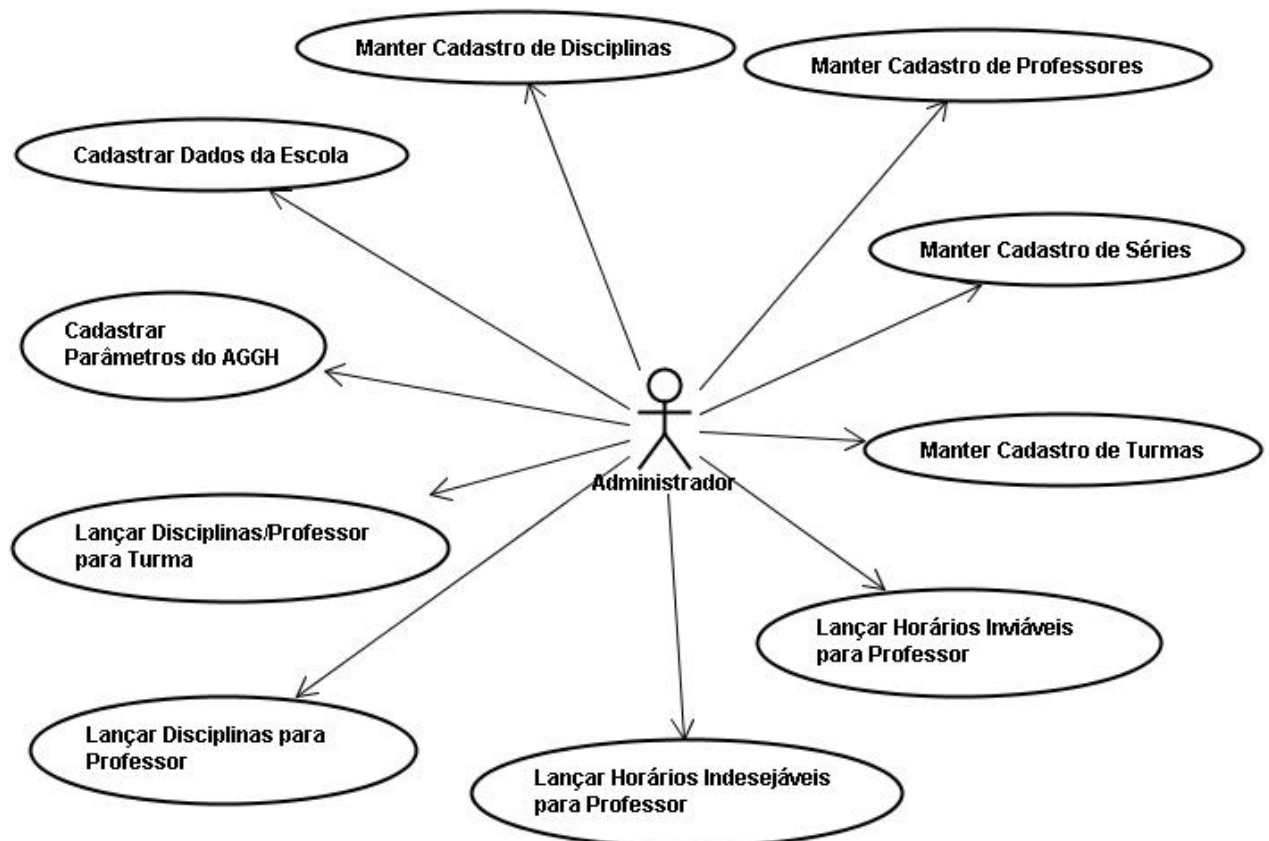 Manter Cadastro de Disciplinas
Manter Cadastro de Professores
Cadastrar Dados da Escola
Manter Cadastro de Séries
Cadastrar
Parâmetros do AGGH
Manter Cadastro de Turmas
Administrador
Lançar Disciplinas/Professor
para Turma
Lançar Horários Inviáveis
para Professor
Lançar Disciplinas para
Professor
Lançar Horários Indesejáveis
para Professor